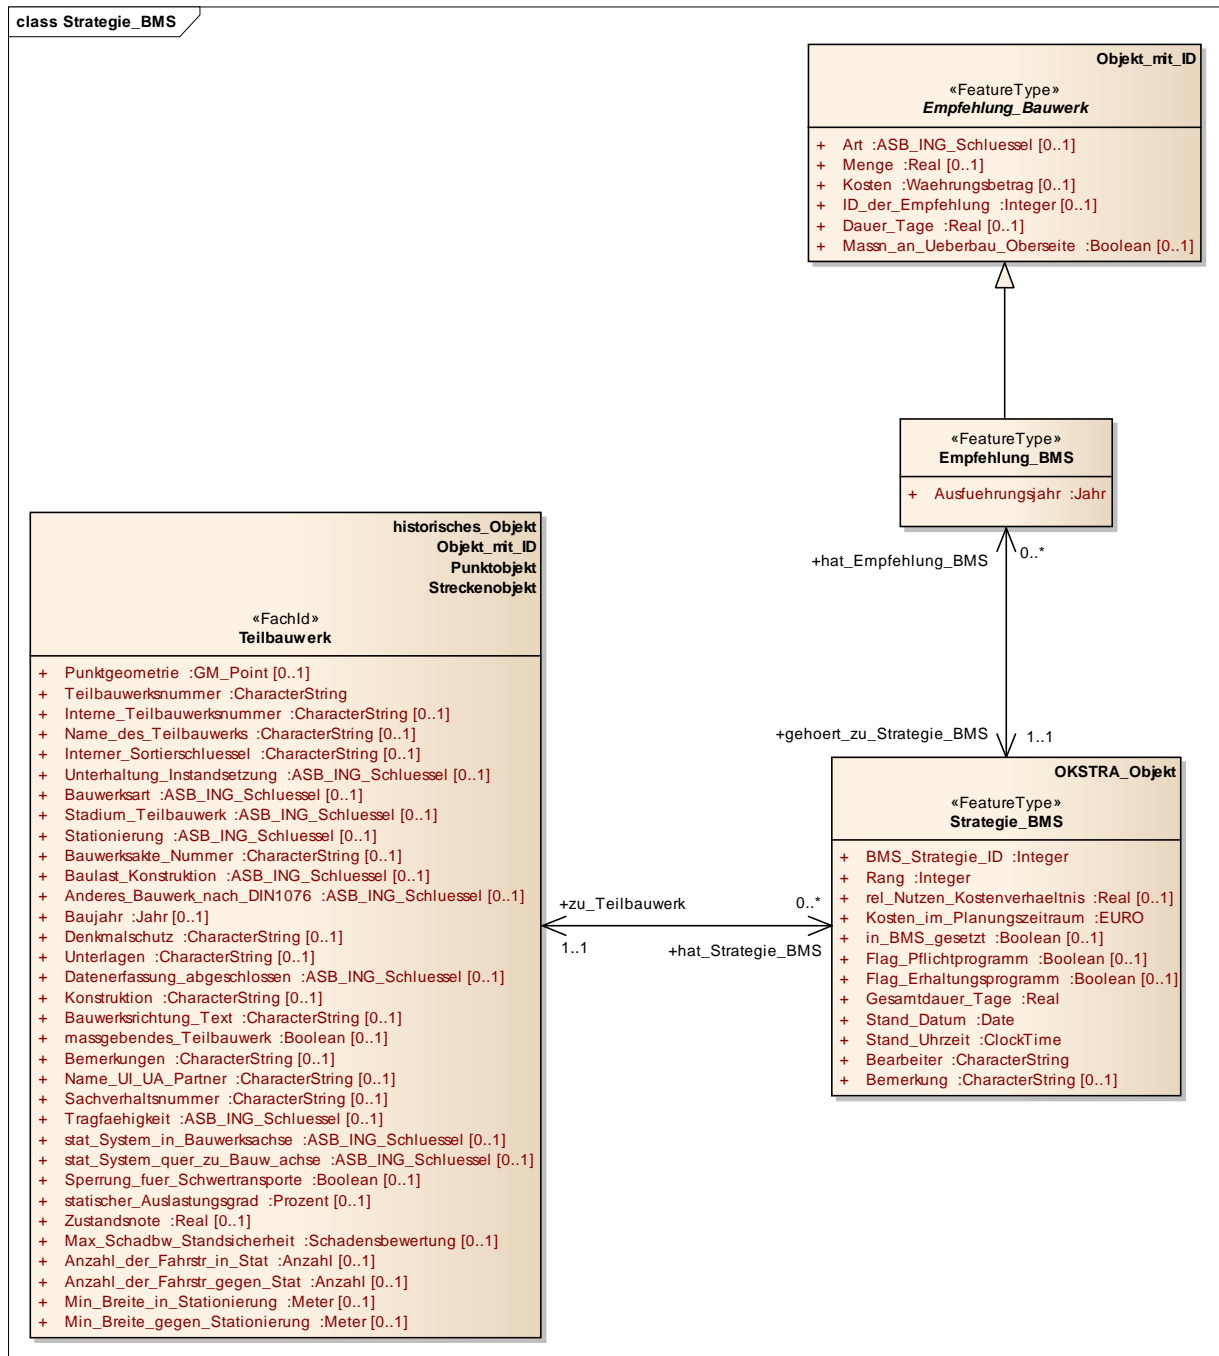 class Strategie_BMS
Objekt_mit_ID
«FeatureType»
Empfehlung_Bauwerk
+ Art :ASB_ING_Schluessel [0..1]
+ Menge :Real [0..1]
+ Kosten :Waehrungsbetrag [0..1]
+ ID_der_Empfehlung :Integer [0..1]
+ Dauer_Tage :Real [0..1]
+ Massn_an_Ueberbau_Oberseite :Boolean [0..1]
«FeatureType»
Empfehlung_BMS
+ Ausfuehrungsjahr :Jahr
+hat_Empfehlung_BMS
0..*
+gehoert_zu_Strategie_BMS
1..1
historisches_Objekt
Objekt_mit_ID
Punktobjekt
Streckenobjekt
«FachId»
Teilbauwerk
+ Punktgeometrie :GM_Point [0..1]
+ Teilbauwerksnummer :CharacterString
+ Interne_Teilbauwerksnummer :CharacterString [0..1]
+ Name_des_Teilbauwerks :CharacterString [0..1]
+ Interner_Sortierschluessel :CharacterString [0..1]
+ Unterhaltung_Instandsetzung :ASB_ING_Schluessel [0..1]
+ Bauwerksart :ASB_ING_Schluessel [0..1]
+ Stadium_Teilbauwerk :ASB_ING_Schluessel [0..1]
+ Stationierung :ASB_ING_Schluessel [0..1]
+ Bauwerksakte_Nummer :CharacterString [0..1]
+ Baulast_Konstruktion :ASB_ING_Schluessel [0..1]
+ Anderes_Bauwerk_nach_DIN1076 :ASB_ING_Schluessel [0..1]
+ Baujahr :Jahr [0..1]
+ Denkmalschutz :CharacterString [0..1]
+ Unterlagen :CharacterString [0..1]
+ Datenerfassung_abgeschlossen :ASB_ING_Schluessel [0..1]
+ Konstruktion :CharacterString [0..1]
+ Bauwerksrichtung_Text :CharacterString [0..1]
+ massgebendes_Teilbauwerk :Boolean [0..1]
+ Bemerkungen :CharacterString [0..1]
+ Name_UI_UA_Partner :CharacterString [0..1]
+ Sachverhaltsnummer :CharacterString [0..1]
+ Tragfaehigkeit :ASB_ING_Schluessel [0..1]
+ stat_System_in_Bauwerksachse :ASB_ING_Schluessel [0..1]
+ stat_System_quer_zu_Bauw_achse :ASB_ING_Schluessel [0..1]
+ Sperrung_fuer_Schwertransporte :Boolean [0..1]
+ statischer_Auslastungsgrad :Prozent [0..1]
+ Zustandsnote :Real [0..1]
+ Max_Schadbw_Standsicherheit :Schadensbewertung [0..1]
+ Anzahl_der_Fahrstr_in_Stat :Anzahl [0..1]
+ Anzahl_der_Fahrstr_gegen_Stat :Anzahl [0..1]
+ Min_Breite_in_Stationierung :Meter [0..1]
+ Min_Breite_gegen_Stationierung :Meter [0..1]
+zu_Teilbauwerk
1..1
0..*
+hat_Strategie_BMS
OKSTRA_Objekt
«FeatureType»
Strategie_BMS
+ BMS_Strategie_ID :Integer
+ Rang :Integer
+ rel_Nutzen_Kostenverhaeltnis :Real [0..1]
+ Kosten_im_Planungszeitraum :EURO
+ in_BMS_gesetzt :Boolean [0..1]
+ Flag_Pflichtprogramm :Boolean [0..1]
+ Flag_Erhaltungsprogramm :Boolean [0..1]
+ Gesamtdauer_Tage :Real
+ Stand_Datum :Date
+ Stand_Uhrzeit :ClockTime
+ Bearbeiter :CharacterString
+ Bemerkung :CharacterString [0..1]